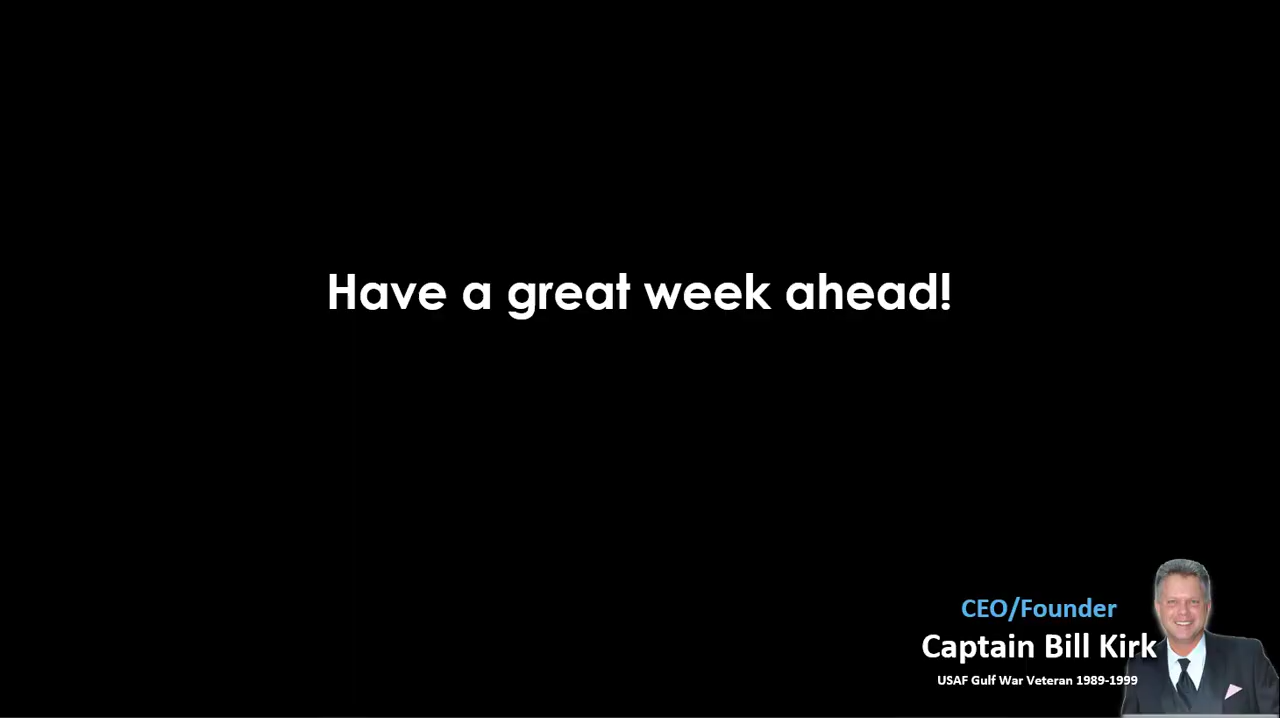 Have a great week ahead!
CEO/Founder
Captain Bill Kirk
USAF Gulf War Veteran 1989-1999